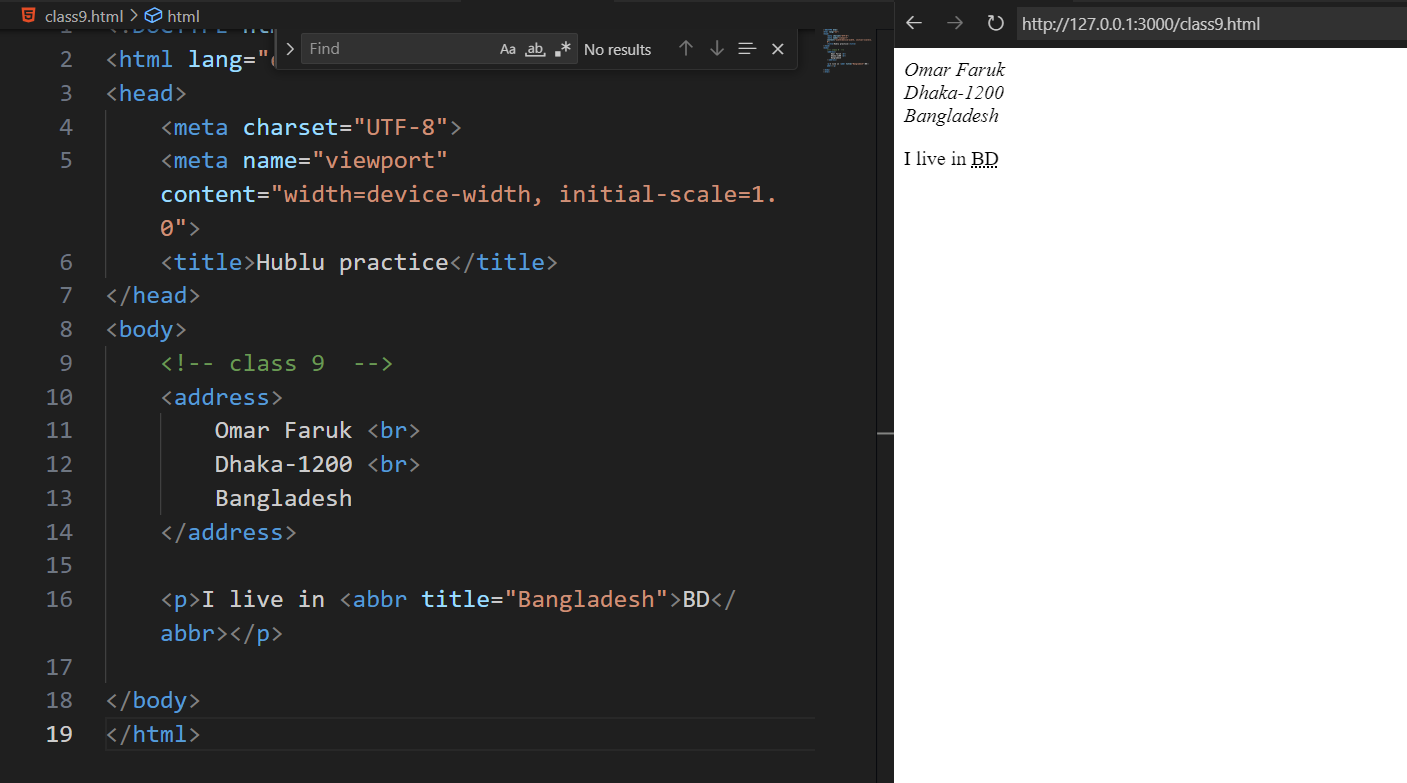 class9.html > html
1 <!DOCTYPE
2 <html lang="
Find Aa ab .* No results
3 <head>
4 <meta charset="UTF-8">
5 <meta name="viewport"
content="width=device-width, initial-scale=1.
0">
6 <title>Hublu practice</title>
7 </head>
8 <body>
9 <!-- class 9  -->
10 <address>
11 Omar Faruk <br>
12 Dhaka-1200 <br>
13 Bangladesh
14 </address>
15
16 <p>I live in <abbr title="Bangladesh">BD</
abbr></p>
17
18 </body>
19 </html>
http://127.0.0.1:3000/class9.html
Omar Faruk
Dhaka-1200
Bangladesh
I live in BD